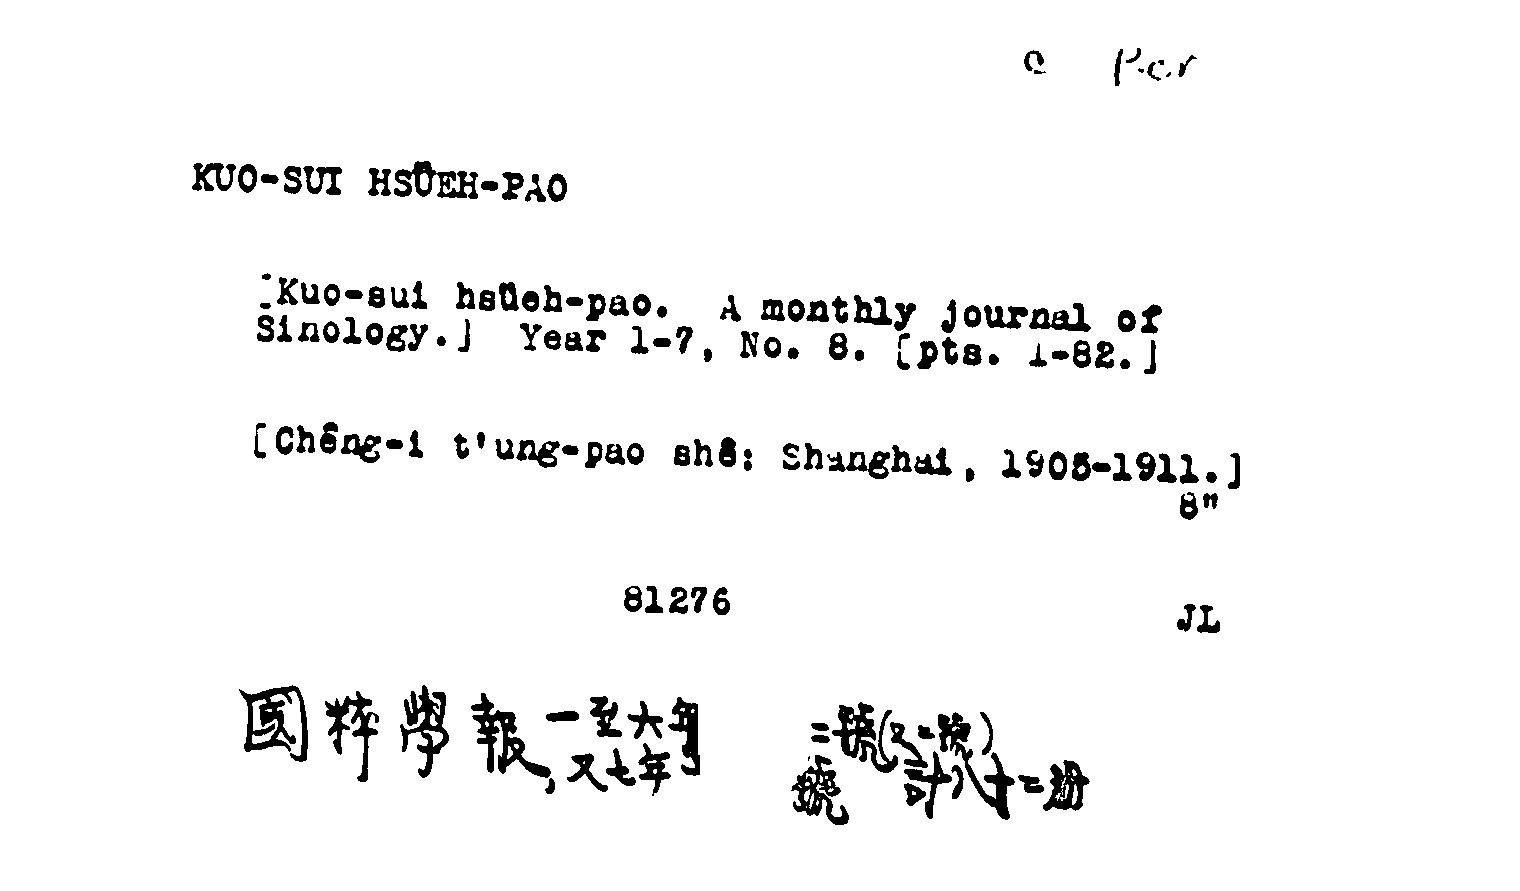 c Per
KUO-SUI HSÜEH-PAO
[Kuo-sui hsüeh-pao. A monthly journal of
Sinology.] Year 1-7, No. 8. [pts. 1-82.]
[Chêng-i t'ung-pao shê: Shanghai, 1905-1911.]
8"
81276
JL
國粹學報, 一至六年 二號(又一號)
又七年 號 計八十二册